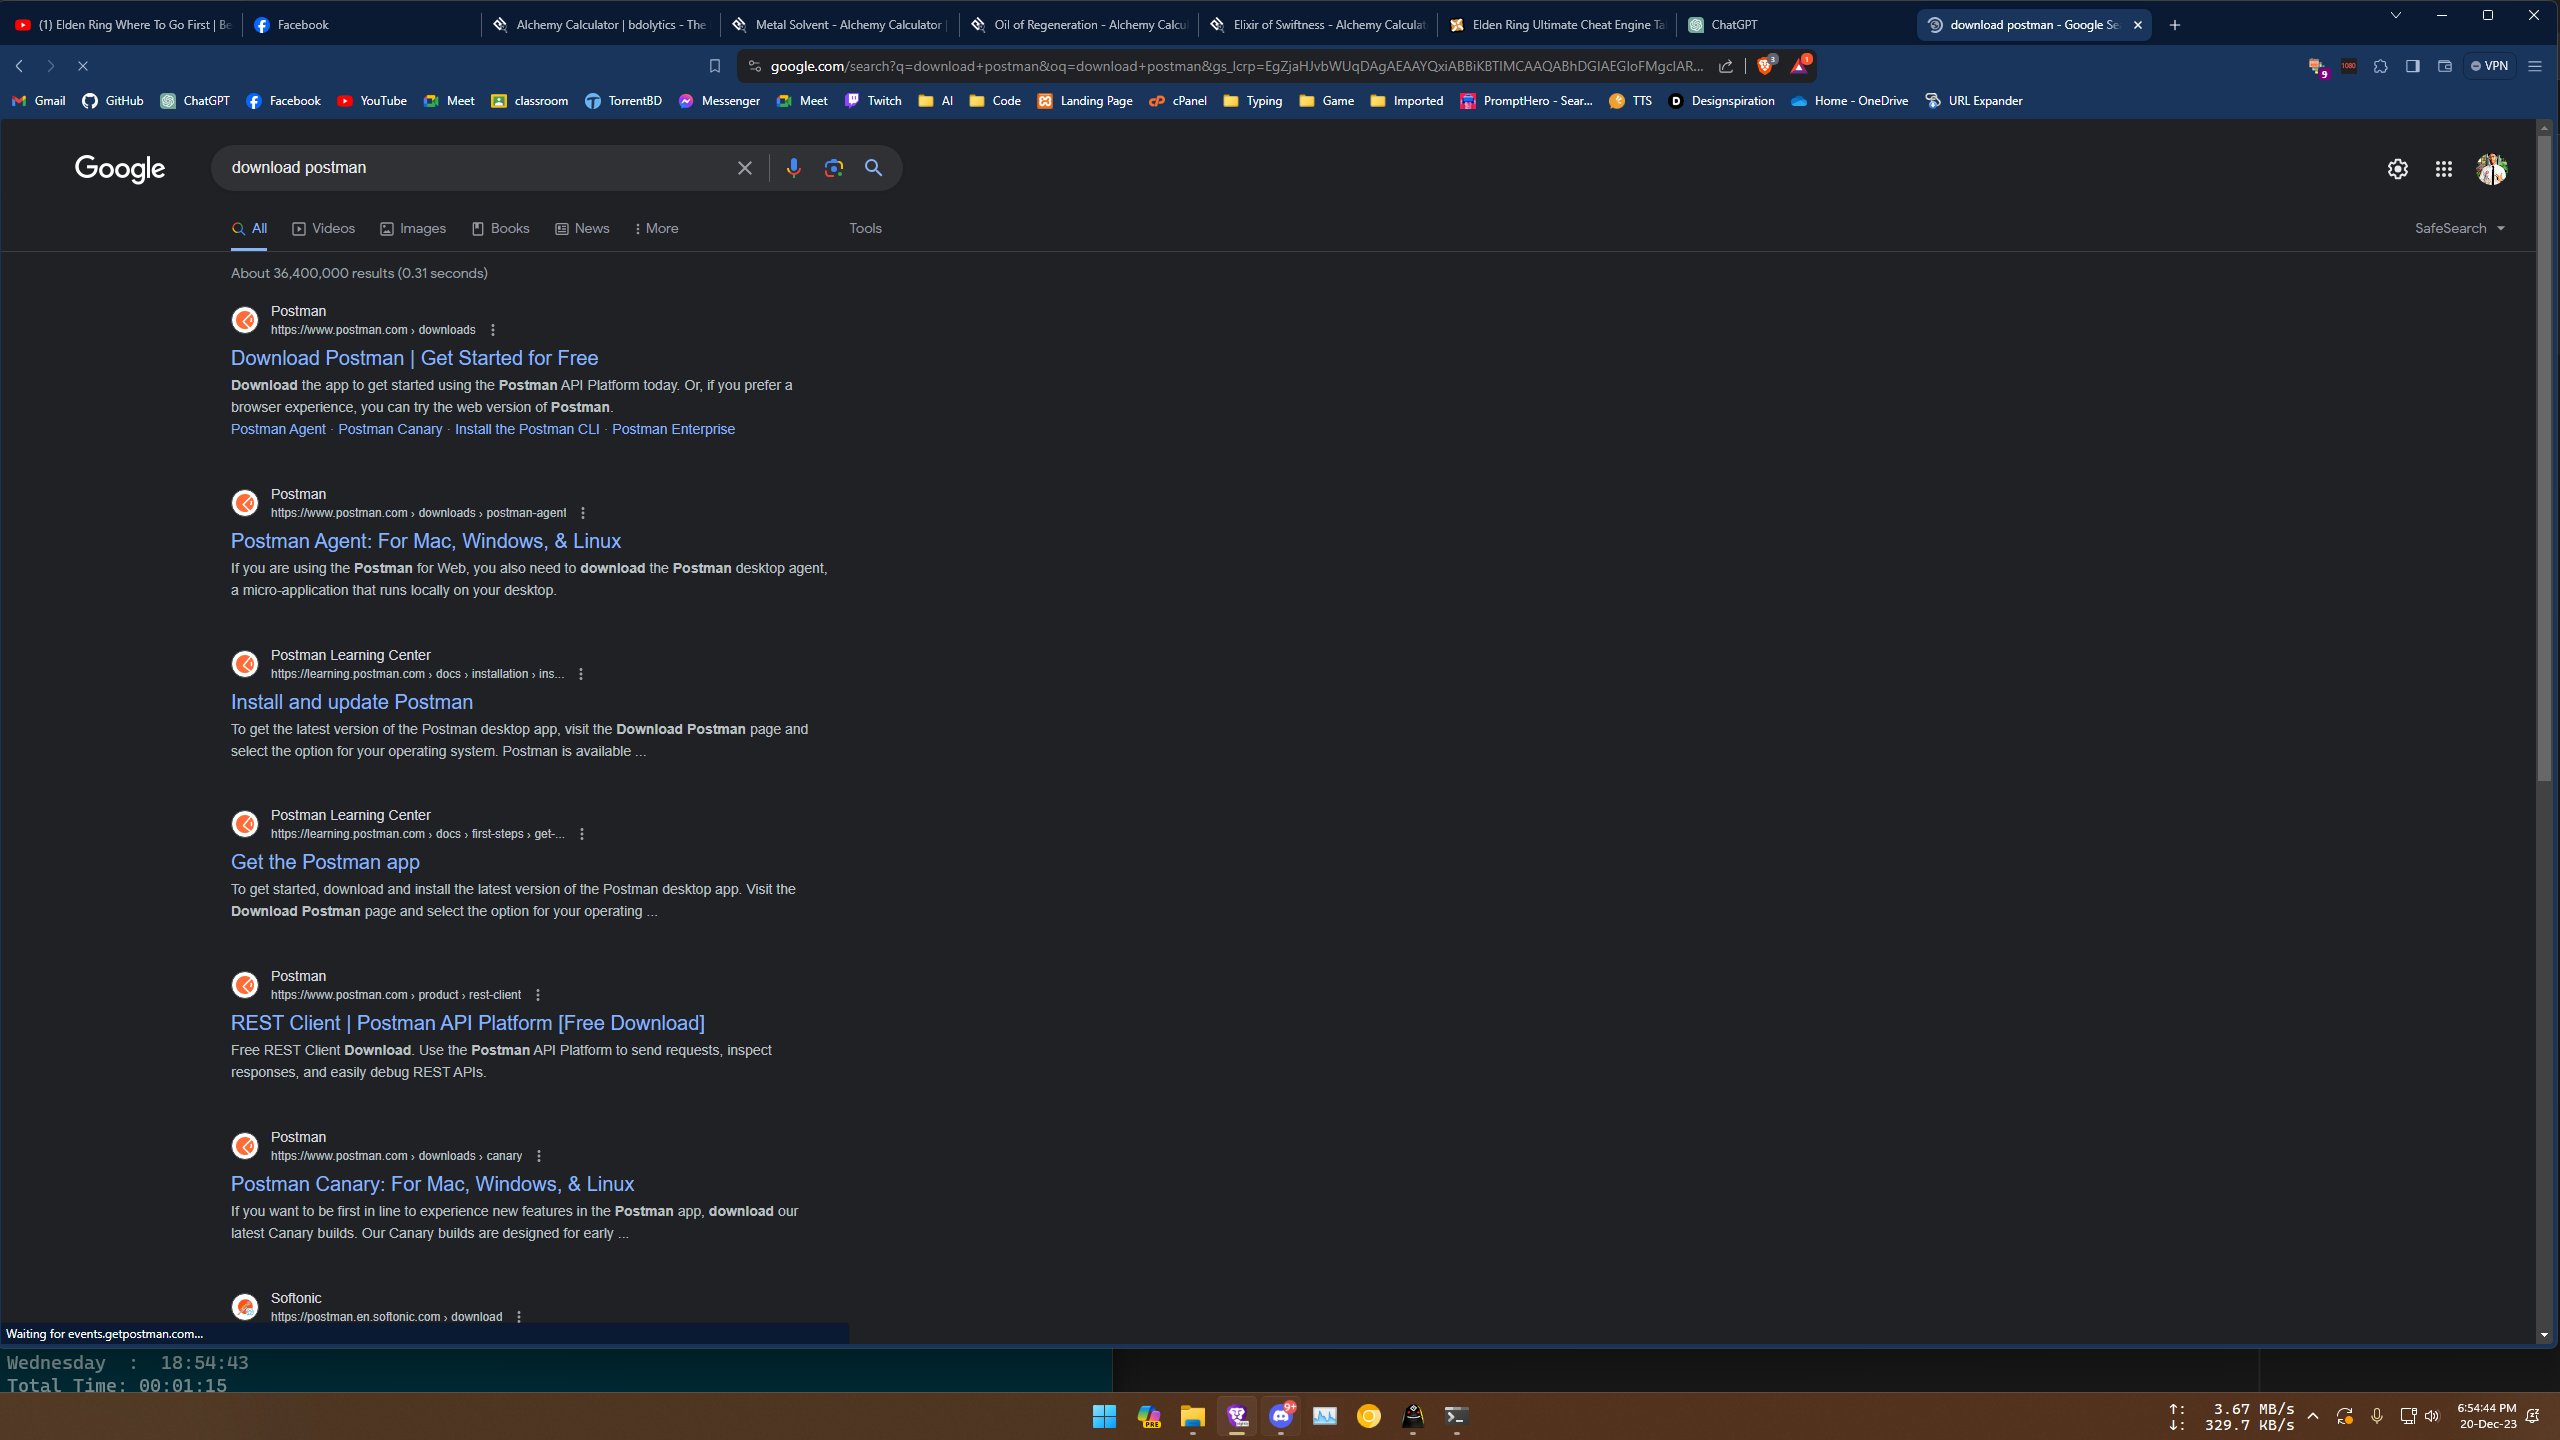 (1) Elden Ring Where To Go First | Be
Facebook
Alchemy Calculator | bdolytics - The
Metal Solvent - Alchemy Calculator |
Oil of Regeneration - Alchemy Calcul
Elixir of Swiftness - Alchemy Calculat
Elden Ring Ultimate Cheat Engine Ta
ChatGPT
download postman - Google Se
google.com/search?q=download+postman&oq=download+postman&gs_lcrp=EgZjaHJvbWUqDAgAEAAYQxiABBiKBTIMCAAQABhDGIAEGIoFMgcIAR...
3
1
9
1080
VPN
Gmail
GitHub
ChatGPT
Facebook
YouTube
Meet
classroom
TorrentBD
Messenger
Meet
Twitch
AI
Code
Landing Page
cPanel
Typing
Game
Imported
PromptHero - Sear...
TTS
Designspiration
Home - OneDrive
URL Expander
Google
download postman
All
Videos
Images
Books
News
More
Tools
SafeSearch
About 36,400,000 results (0.31 seconds)
Postman
https://www.postman.com › downloads
Download Postman | Get Started for Free
Download the app to get started using the Postman API Platform today. Or, if you prefer a
browser experience, you can try the web version of Postman.
Postman Agent · Postman Canary · Install the Postman CLI · Postman Enterprise
Postman
https://www.postman.com › downloads › postman-agent
Postman Agent: For Mac, Windows, & Linux
If you are using the Postman for Web, you also need to download the Postman desktop agent,
a micro-application that runs locally on your desktop.
Postman Learning Center
https://learning.postman.com › docs › installation › ins...
Install and update Postman
To get the latest version of the Postman desktop app, visit the Download Postman page and
select the option for your operating system. Postman is available ...
Postman Learning Center
https://learning.postman.com › docs › first-steps › get-...
Get the Postman app
To get started, download and install the latest version of the Postman desktop app. Visit the
Download Postman page and select the option for your operating ...
Postman
https://www.postman.com › product › rest-client
REST Client | Postman API Platform [Free Download]
Free REST Client Download. Use the Postman API Platform to send requests, inspect
responses, and easily debug REST APIs.
Postman
https://www.postman.com › downloads › canary
Postman Canary: For Mac, Windows, & Linux
If you want to be first in line to experience new features in the Postman app, download our
latest Canary builds. Our Canary builds are designed for early ...
Softonic
https://postman.en.softonic.com › download
Waiting for events.getpostman.com...
Wednesday : 18:54:43
Total Time: 00:01:15
PRE
9+
↑: 3.67 MB/s
↓: 329.7 KB/s
6:54:44 PM
20-Dec-23